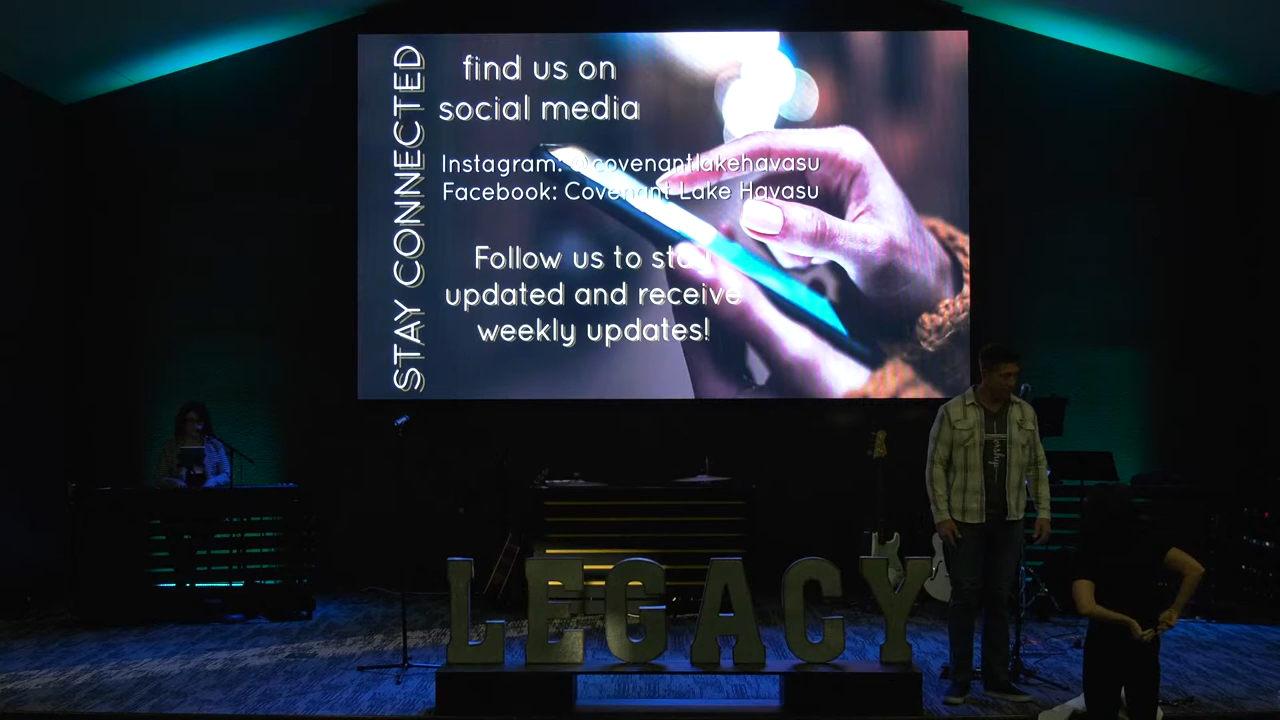 STAY CONNECTED
find us on
social media
Instagram: @covenantlakehavasu
Facebook: Covenant Lake Havasu
Follow us to stay
updated and receive
weekly updates!
LEGACY